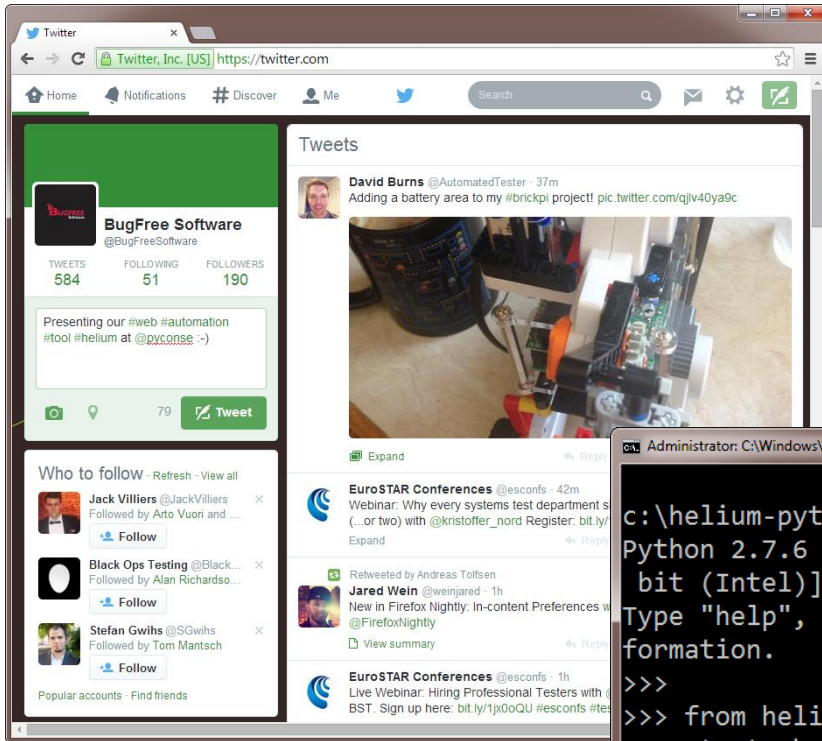 Twitter
Twitter, Inc. [US] https://twitter.com
Home Notifications # Discover Me Search
BUGFREE
BugFree Software
@BugFreeSoftware
TWEETS FOLLOWING FOLLOWERS
584 51 190
Presenting our #web #automation
#tool #helium at @pyconse :-)
79 Tweet
Who to follow · Refresh · View all
Jack Villiers @JackVilliers
Followed by Arto Vuori and ...
Follow
Black Ops Testing @Black...
Followed by Alan Richardso...
Follow
Stefan Gwihs @SGwihs
Followed by Tom Mantsch
Follow
Popular accounts · Find friends
Tweets
David Burns @AutomatedTester · 37m
Adding a battery area to my #brickpi project! pic.twitter.com/qjlv40ya9c
Expand Reply
EuroSTAR Conferences @esconfs · 42m
Webinar: Why every systems test department s
(...or two) with @kristoffer_nord Register: bit.ly/
Expand Reply
Retweeted by Andreas Tolfsen
Jared Wein @weinjared · 1h
New in Firefox Nightly: In-content Preferences w
@FirefoxNightly
View summary Reply
EuroSTAR Conferences @esconfs · 1h
Live Webinar: Hiring Professional Testers with @
BST. Sign up here: bit.ly/1jx0oQU #esconfs #tes
Administrator: C:\Windows\
c:\helium-pyt
Python 2.7.6
bit (Intel)]
Type "help",
formation.
>>>
>>> from heli